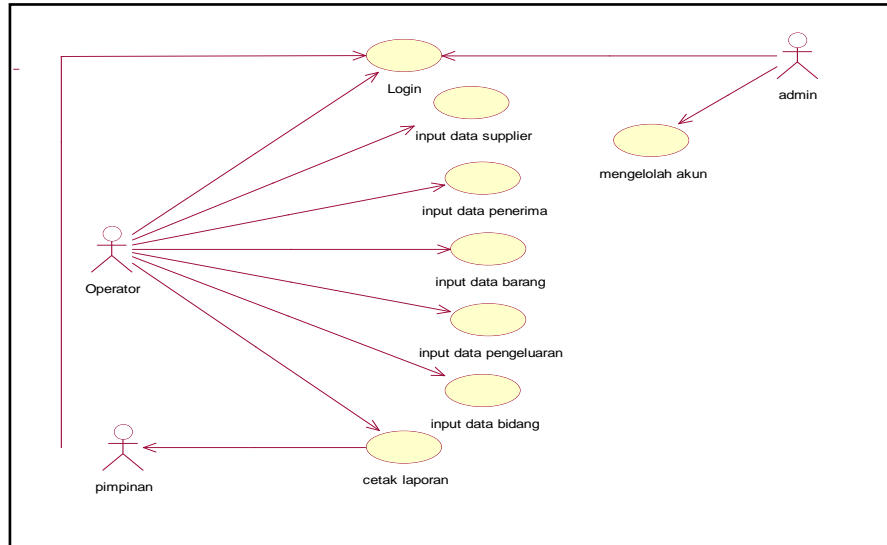 Login
admin
input data supplier
mengelolah akun
input data penerima
input data barang
Operator
input data pengeluaran
input data bidang
cetak laporan
pimpinan